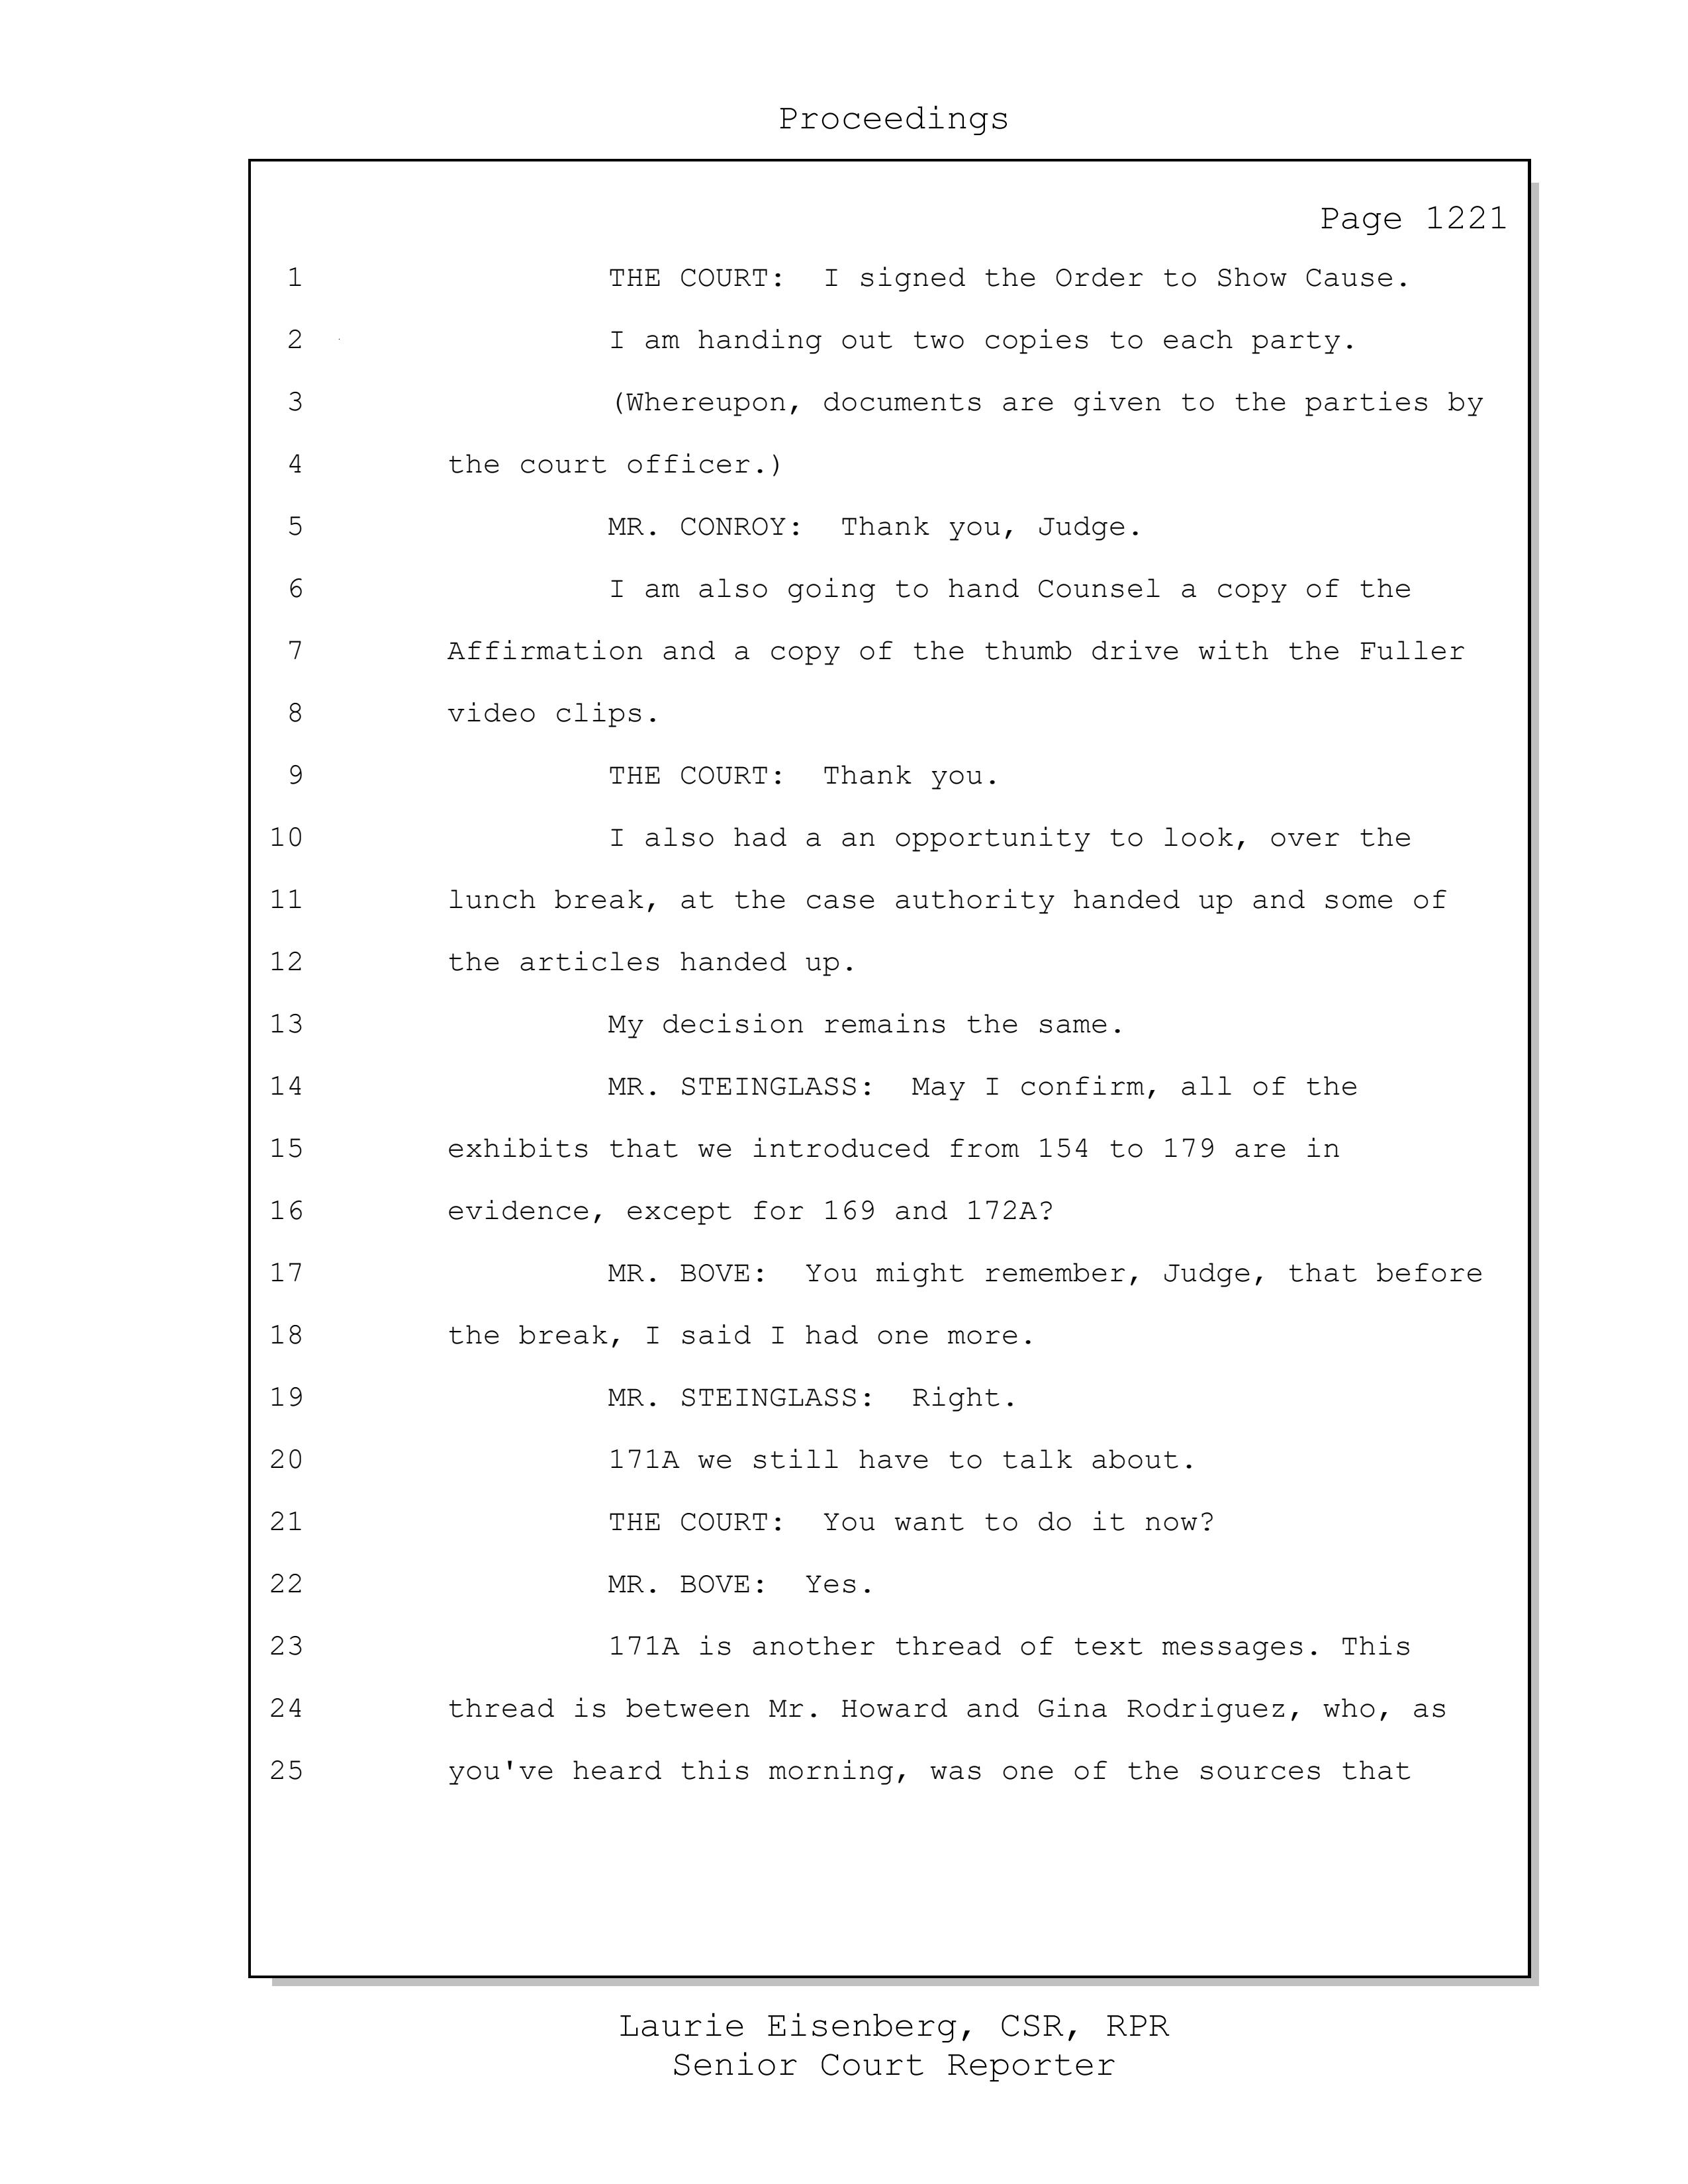 Proceedings
Page 1221
1 THE COURT: I signed the Order to Show Cause.
2 I am handing out two copies to each party.
3 (Whereupon, documents are given to the parties by
4 the court officer.)
5 MR. CONROY: Thank you, Judge.
6 I am also going to hand Counsel a copy of the
7 Affirmation and a copy of the thumb drive with the Fuller
8 video clips.
9 THE COURT: Thank you.
10 I also had a an opportunity to look, over the
11 lunch break, at the case authority handed up and some of
12 the articles handed up.
13 My decision remains the same.
14 MR. STEINGLASS: May I confirm, all of the
15 exhibits that we introduced from 154 to 179 are in
16 evidence, except for 169 and 172A?
17 MR. BOVE: You might remember, Judge, that before
18 the break, I said I had one more.
19 MR. STEINGLASS: Right.
20 171A we still have to talk about.
21 THE COURT: You want to do it now?
22 MR. BOVE: Yes.
23 171A is another thread of text messages. This
24 thread is between Mr. Howard and Gina Rodriguez, who, as
25 you've heard this morning, was one of the sources that
Laurie Eisenberg, CSR, RPR
Senior Court Reporter